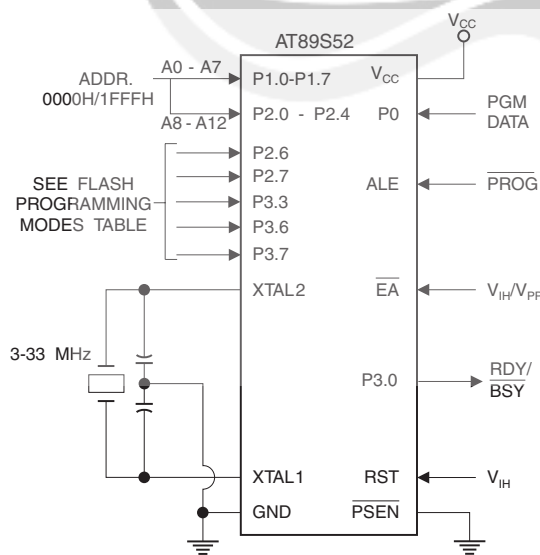 AT89S52
VCC
ADDR.
0000H/1FFFH
A0 - A7
A8 - A12
P1.0-P1.7
VCC
P2.0 - P2.4
P0
PGM
DATA
P2.6
P2.7
P3.3
P3.6
P3.7
SEE FLASH
PROGRAMMING
MODES TABLE
ALE
PROG
XTAL2
EA
VIH/VPP
3-33 MHz
P3.0
RDY/
BSY
XTAL1
RST
VIH
GND
PSEN